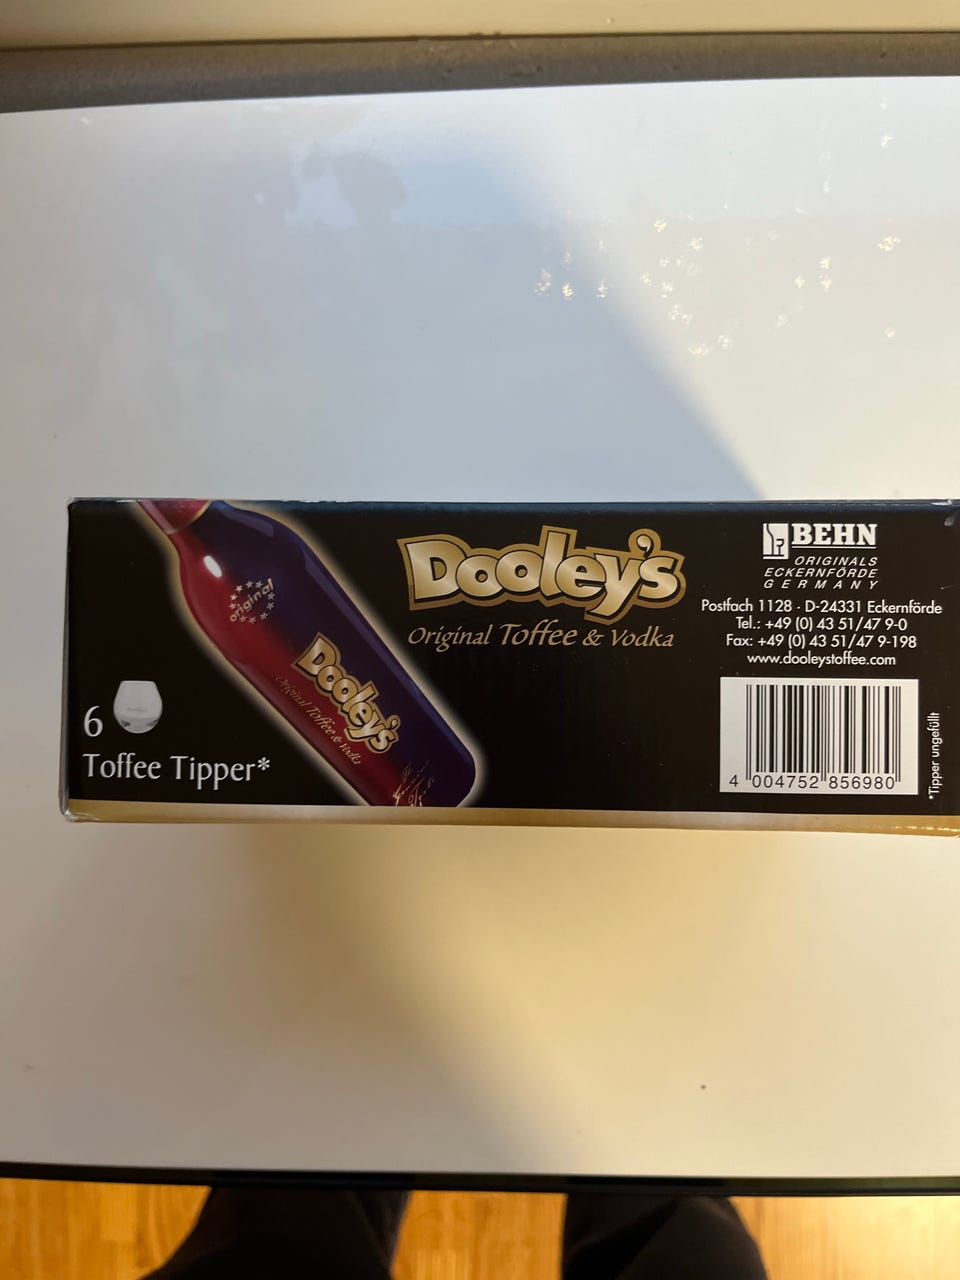 6
Toffee Tipper*
original
Dooley's
Original Toffee & Vodka
Dooley's
Original Toffee & Vodka
BEHN
ORIGINALS
ECKERNFÖRDE
GERMANY
Postfach 1128 · D-24331 Eckernförde
Tel.: +49 (0) 43 51/47 9-0
Fax: +49 (0) 43 51/47 9-198
www.dooleystoffee.com
4 004752 856980
*Tipper ungefüllt